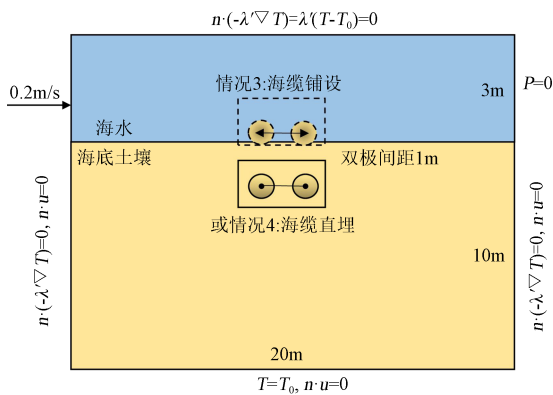 n·(-λ′▽T)=λ′(T-T₀)=0
0.2m/s
情况3:海缆铺设
3m
P=0
海水
海底土壤
双极间距1m
或情况4:海缆直埋
n·(-λ′▽T)=0, n·u=0
10m
n·(-λ′▽T)=0, n·u=0
20m
T=T₀, n·u=0